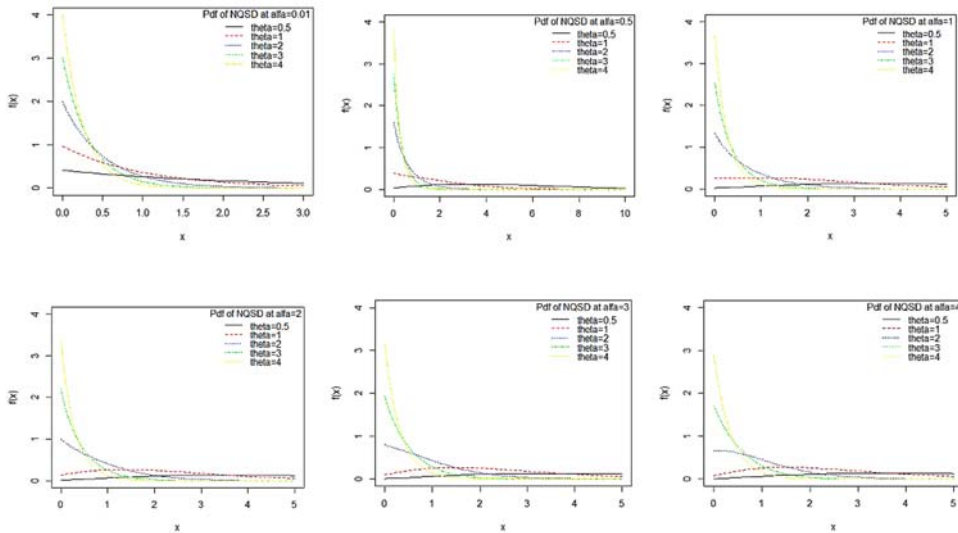 Pdf of NQSD at alfa=0.01
theta=0.5
theta=1
theta=2
theta=3
theta=4
f(x)
4
3
2
1
0
0.0 0.5 1.0 1.5 2.0 2.5 3.0
x
Pdf of NQSD at alfa=0.5
theta=0.5
theta=1
theta=2
theta=3
theta=4
f(x)
4
3
2
1
0
0 2 4 6 8 10
x
Pdf of NQSD at alfa=1
theta=0.5
theta=1
theta=2
theta=3
theta=4
f(x)
4
3
2
1
0
0 1 2 3 4 5
x
Pdf of NQSD at alfa=2
theta=0.5
theta=1
theta=2
theta=3
theta=4
f(x)
4
3
2
1
0
0 1 2 3 4 5
x
Pdf of NQSD at alfa=3
theta=0.5
theta=1
theta=2
theta=3
theta=4
f(x)
4
3
2
1
0
0 1 2 3 4 5
x
Pdf of NQSD at alfa=4
theta=0.5
theta=1
theta=2
theta=3
theta=4
f(x)
4
3
2
1
0
0 1 2 3 4 5
x